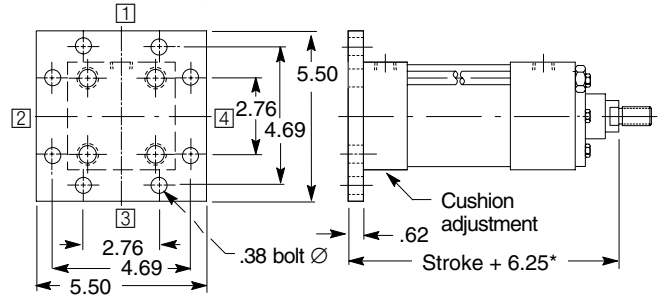 1
5.50
2
2.76
4
4.69
3
Cushion
adjustment
2.76
.38 bolt Ø
.62
4.69
Stroke + 6.25*
5.50